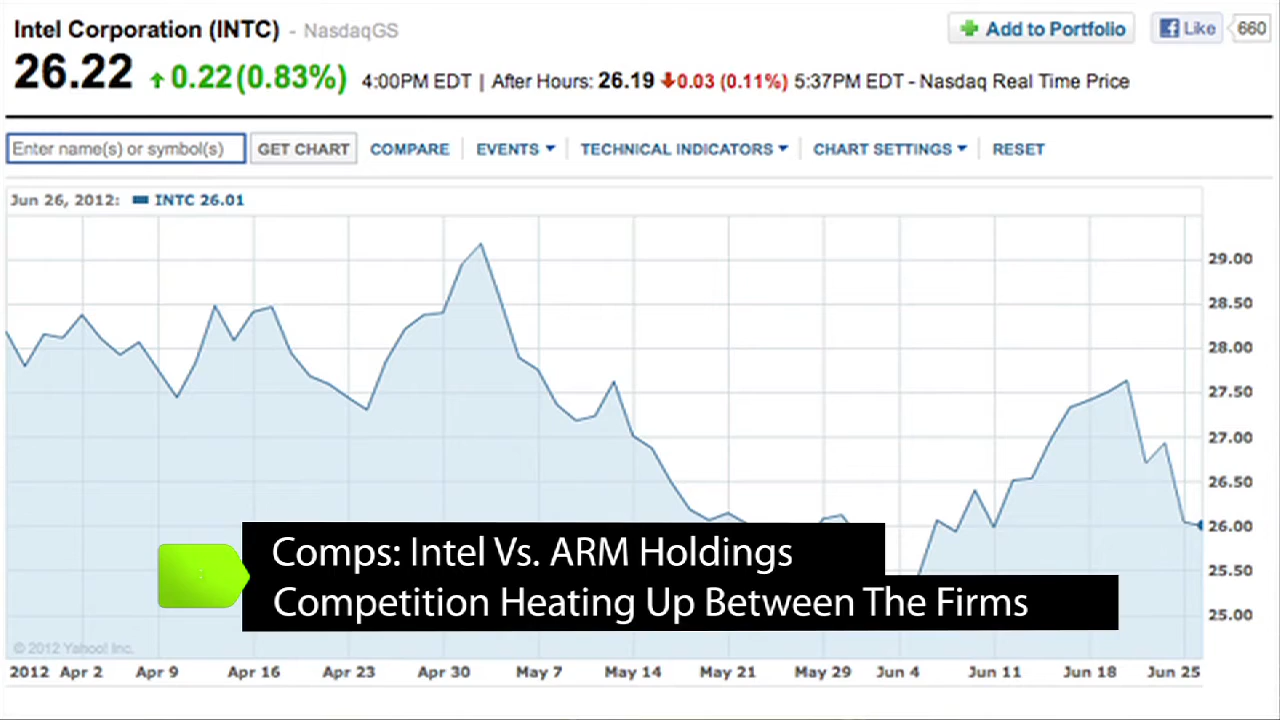 Intel Corporation (INTC) - NasdaqGS
Add to Portfolio
Like
660
26.22 0.22(0.83%) 4:00PM EDT | After Hours: 26.19 0.03 (0.11%) 5:37PM EDT - Nasdaq Real Time Price
Enter name(s) or symbol(s) GET CHART COMPARE EVENTS TECHNICAL INDICATORS CHART SETTINGS RESET
Jun 26, 2012: INTC 26.01
29.00
28.50
28.00
27.50
27.00
26.50
26.00
25.50
25.00
Comps: Intel Vs. ARM Holdings
Competition Heating Up Between The Firms
© 2012 Yahoo! Inc.
2012 Apr 2 Apr 9 Apr 16 Apr 23 Apr 30 May 7 May 14 May 21 May 29 Jun 4 Jun 11 Jun 18 Jun 25